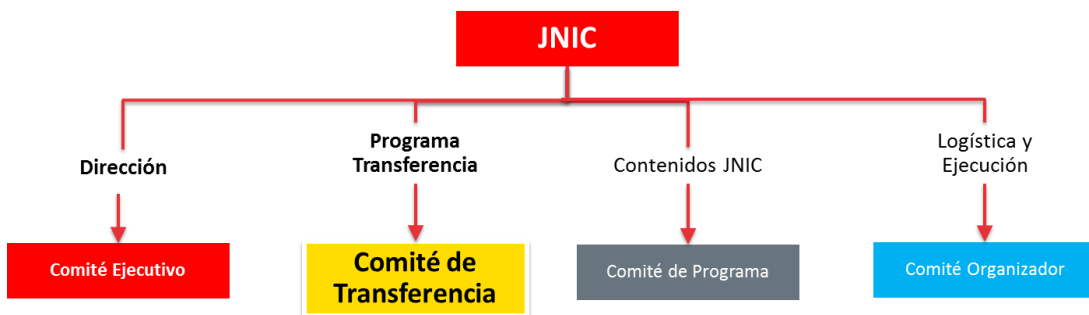 JNIC
Dirección
Programa
Transferencia
Contenidos JNIC
Logística y
Ejecución
Comité Ejecutivo
Comité de
Transferencia
Comité de Programa
Comité Organizador